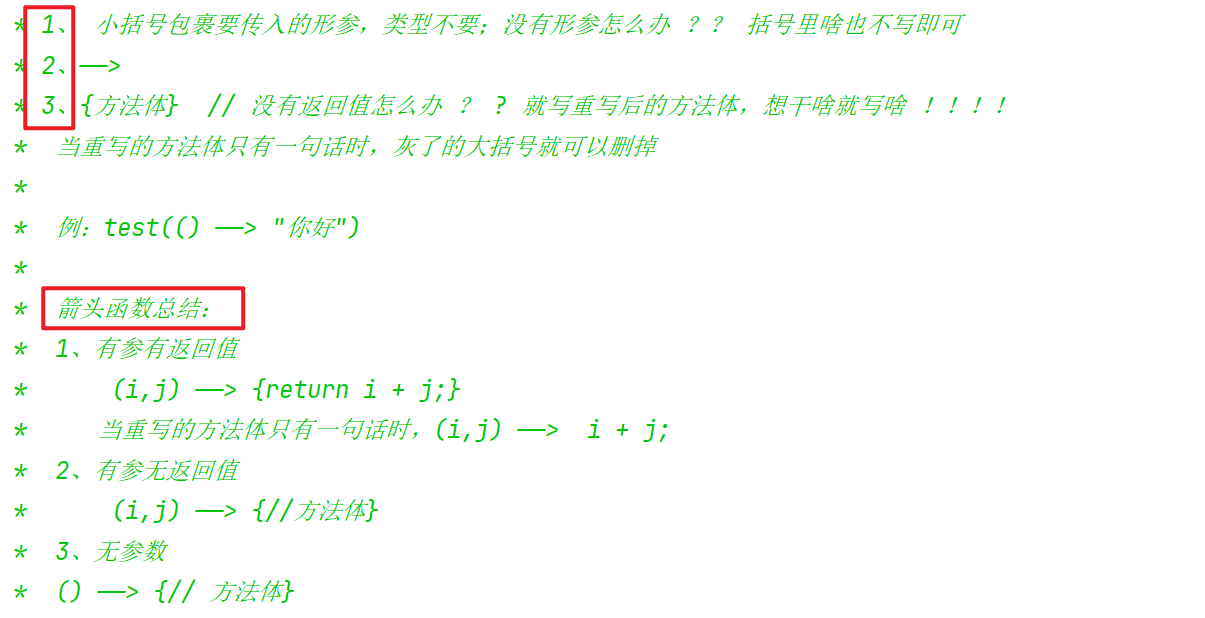 * 1、 小括号包裹要传入的形参，类型不要；没有形参怎么办 ？？ 括号里啥也不写即可
* 2、——>
* 3、{方法体} // 没有返回值怎么办 ？ ? 就写重写后的方法体，想干啥就写啥 ！！！！
* 当重写的方法体只有一句话时，灰了的大括号就可以删掉
*
* 例：test(() ——> "你好")
*
* 箭头函数总结：
* 1、有参有返回值
* (i,j) ——> {return i + j;}
* 当重写的方法体只有一句话时，(i,j) ——> i + j;
* 2、有参无返回值
* (i,j) ——> {//方法体}
* 3、无参数
* () ——> {// 方法体}